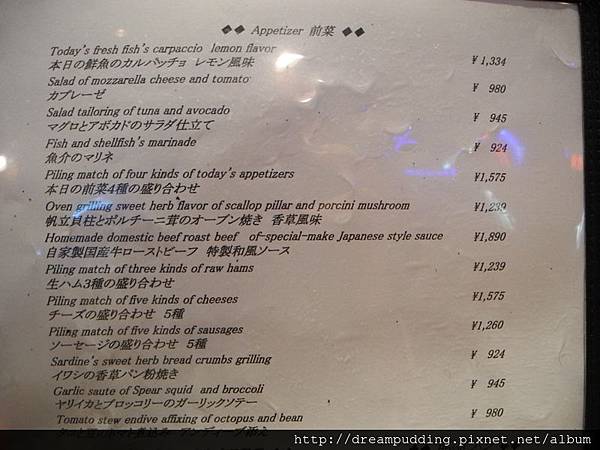 ◆◆ Appetizer 前菜 ◆◆
Today's fresh fish's carpaccio lemon flavor
本日の鮮魚のカルパッチョ レモン風味 ¥ 1,334
Salad of mozzarella cheese and tomato
カプレーゼ ¥ 980
Salad tailoring of tuna and avocado
マグロとアボカドのサラダ仕立て ¥ 945
Fish and shellfish's marinade
魚介のマリネ ¥ 924
Piling match of four kinds of today's appetizers
本日の前菜4種の盛り合わせ ¥1,575
Oven grilling sweet herb flavor of scallop pillar and porcini mushroom
帆立貝柱とポルチーニ茸のオーブン焼き 香草風味 ¥1,239
Homemade domestic beef roast beef of-special-make Japanese style sauce
自家製国産牛ローストビーフ 特製和風ソース ¥1,890
Piling match of three kinds of raw hams
生ハム3種の盛り合わせ ¥1,239
Piling match of five kinds of cheeses
チーズの盛り合わせ 5種 ¥1,575
Piling match of five kinds of sausages
ソーセージの盛り合わせ 5種 ¥1,260
Sardine's sweet herb bread crumbs grilling
イワシの香草パン粉焼き ¥ 924
Garlic saute of Spear squid and broccoli
ヤリイカとブロッコリーのガーリックソテー ¥ 945
Tomato stew endive affixing of octopus and bean ¥ 980
http://dreampudding.pixnet.net/album